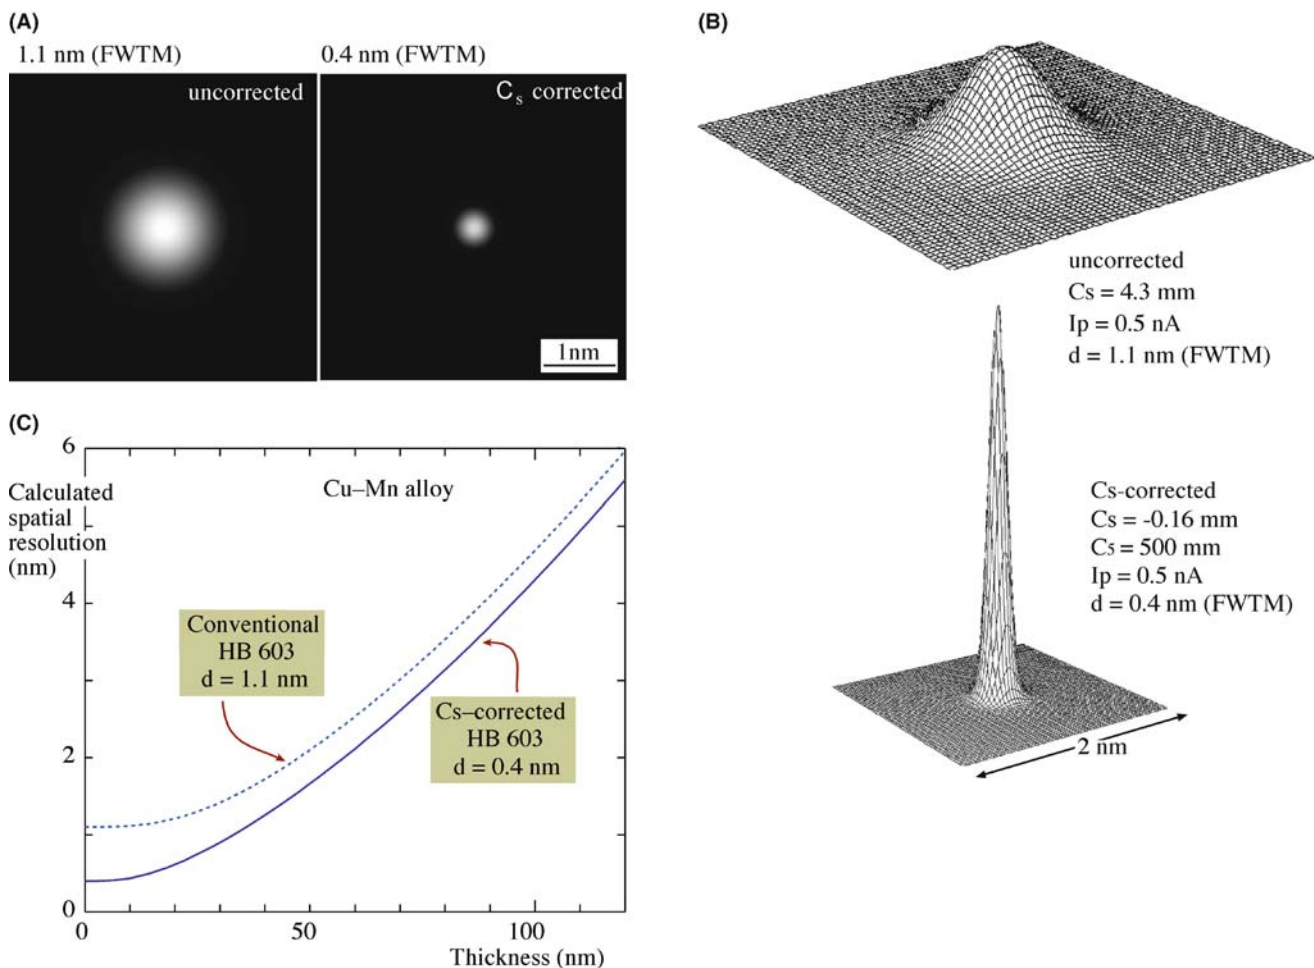 (A)
1.1 nm (FWTM)
0.4 nm (FWTM)
uncorrected
Cs corrected
1nm
(B)
uncorrected
Cs = 4.3 mm
Ip = 0.5 nA
d = 1.1 nm (FWTM)
Cs-corrected
Cs = -0.16 mm
C5 = 500 mm
Ip = 0.5 nA
d = 0.4 nm (FWTM)
2 nm
(C)
6
Calculated
spatial
resolution
(nm)
Cu–Mn alloy
4
Conventional
HB 603
d = 1.1 nm
Cs–corrected
HB 603
d = 0.4 nm
2
0
0
50
100
Thickness (nm)